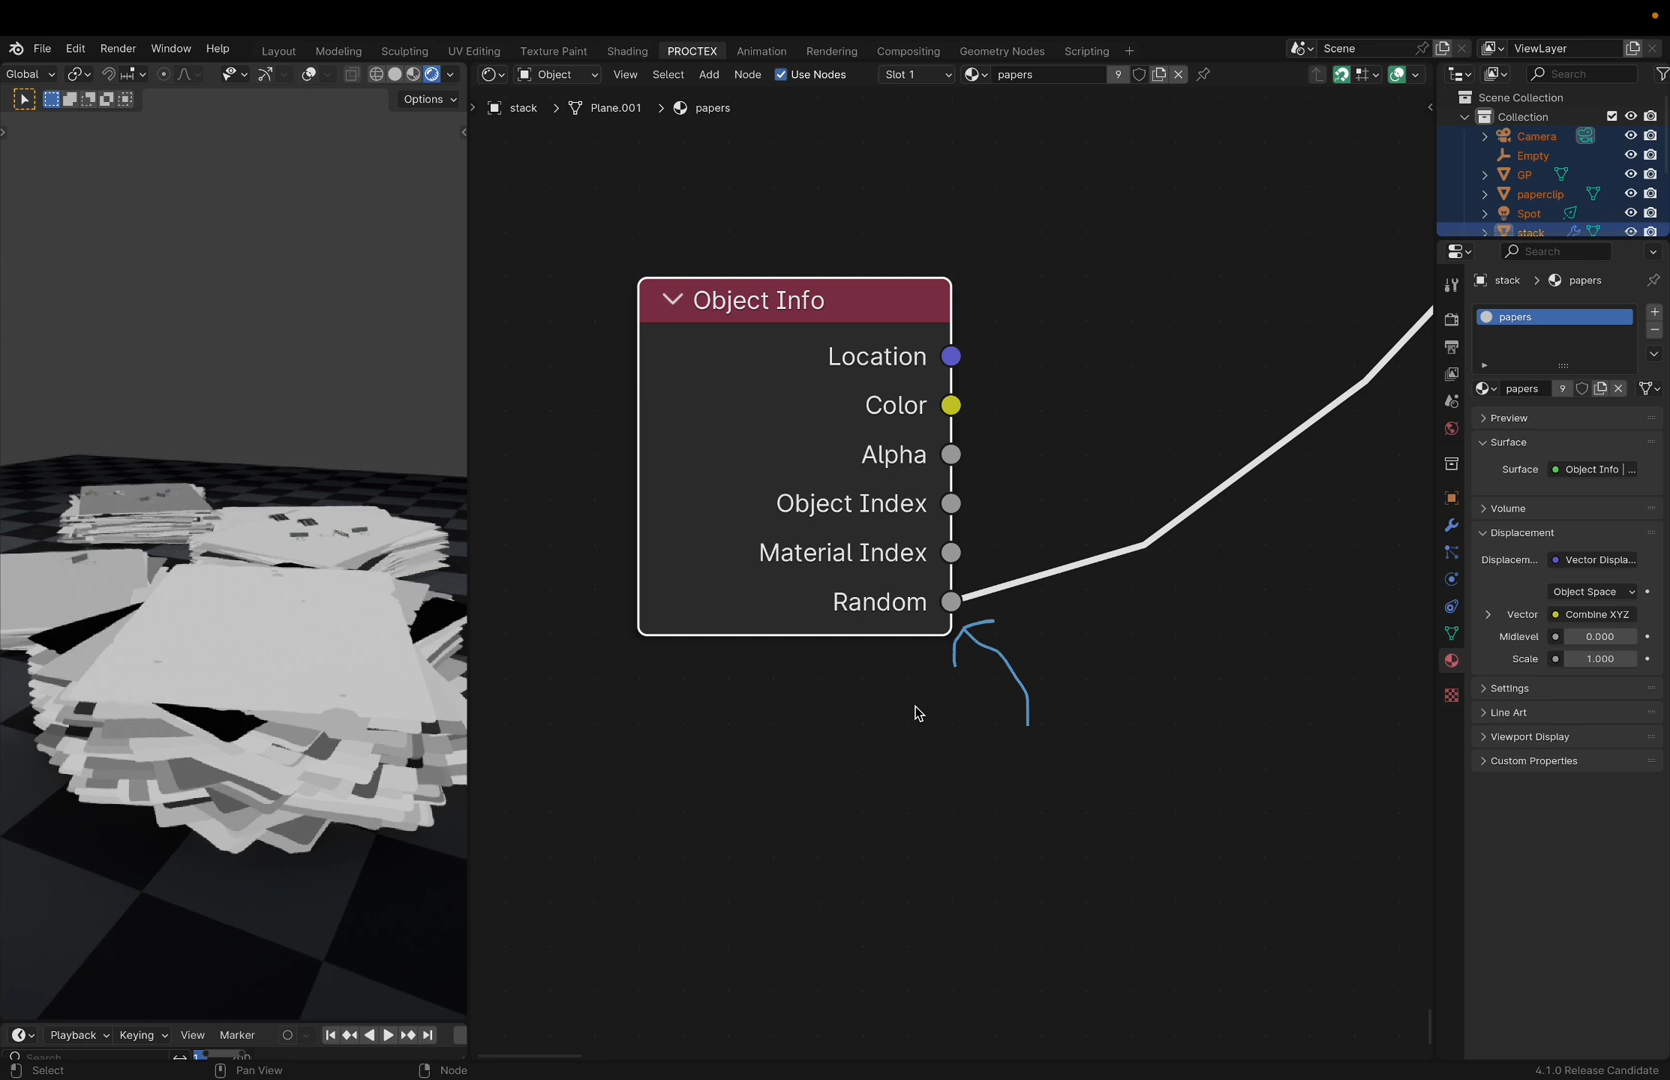 File Edit Render Window Help Layout Modeling Sculpting UV Editing Texture Paint Shading PROCTEX Animation Rendering Compositing Geometry Nodes Scripting + Scene ViewLayer
Global Object View Select Add Node Use Nodes Slot 1 papers 9 Search
Options
stack > Plane.001 > papers
Scene Collection
Collection
Camera
Empty
GP
paperclip
Spot
stack
Search
stack > papers
papers
papers 9
Preview
Surface
Surface Object Info | ...
Volume
Displacement
Displacem... Vector Displa...
Object Space
Vector Combine XYZ
Midlevel 0.000
Scale 1.000
Settings
Line Art
Viewport Display
Custom Properties
Object Info
Location
Color
Alpha
Object Index
Material Index
Random
Playback Keying View Marker
Search
Select Pan View Node 4.1.0 Release Candidate